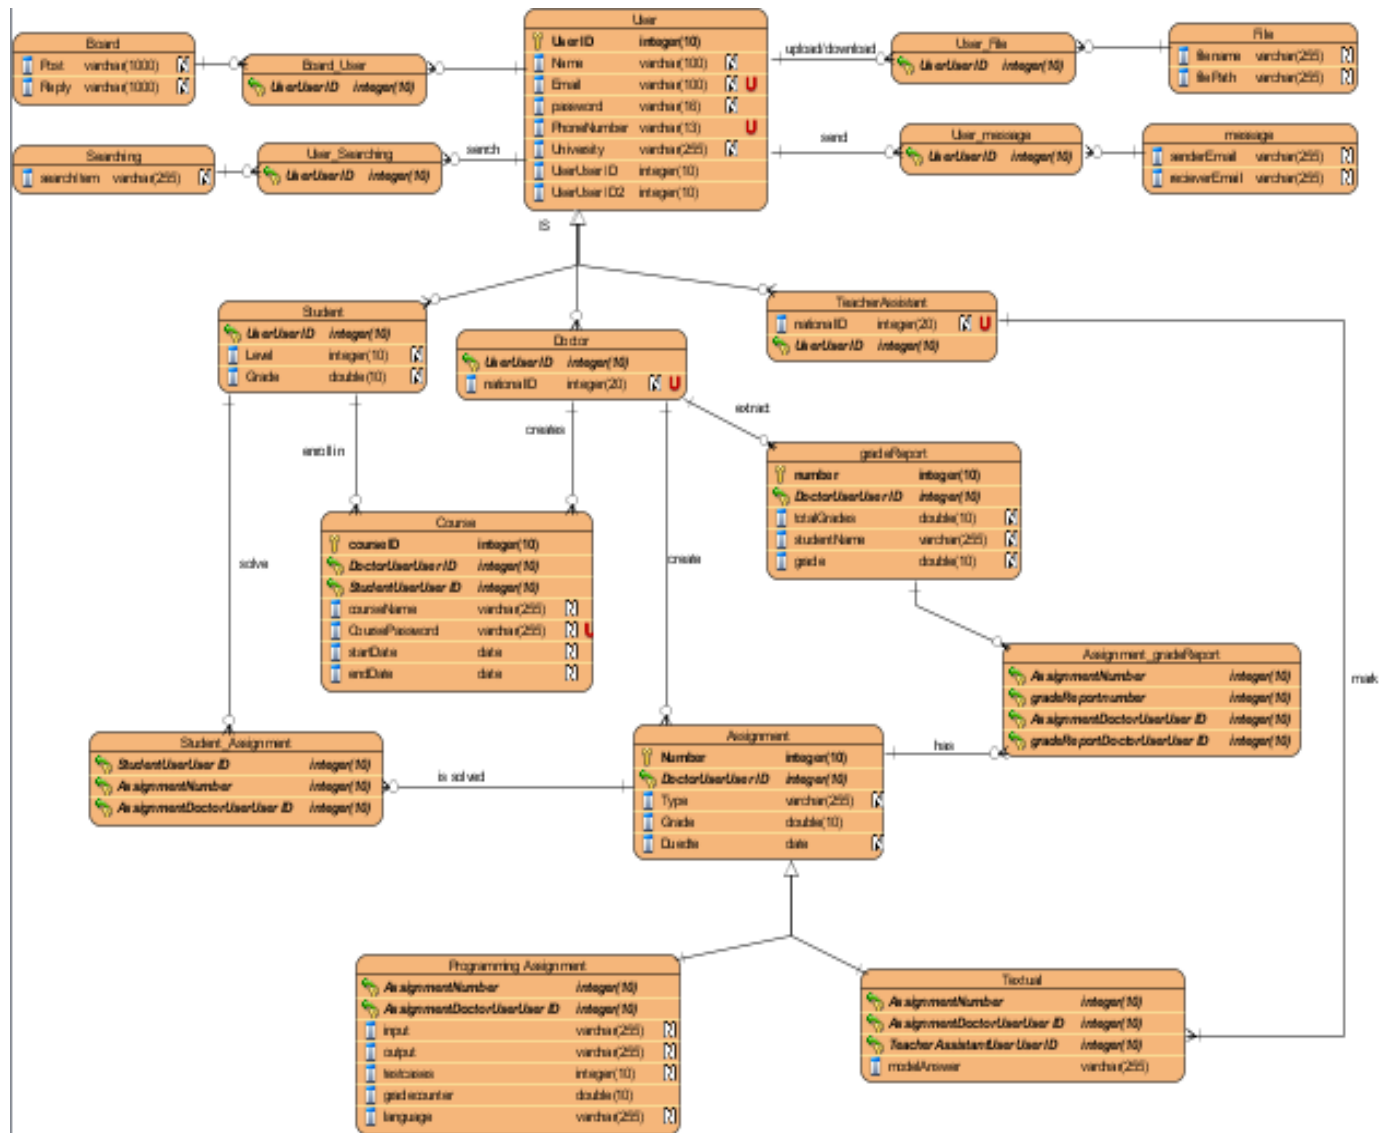 User
UserID integer(10)
Name varchar(100) N
Email varchar(100) N U
password varchar(16) N
PhoneNumber varchar(13) U
University varchar(255) N
UserUserID integer(10)
UserUserID2 integer(10)
Board
Post varchar(1000) N
Reply varchar(1000) N
Board_User
UserUserID integer(10)
upload/download
User_File
UserUserID integer(10)
File
filename varchar(255) N
filePath varchar(255) N
Searching
searchItem varchar(255) N
User_Searching
UserUserID integer(10)
serch
send
User_message
UserUserID integer(10)
message
senderEmail varchar(255) N
recieverEmail varchar(255) N
IS
Student
UserUserID integer(10)
Level integer(10) N
Grade double(10) N
Doctor
UserUserID integer(10)
nationalID integer(20) N U
TeacherAssistant
nationalID integer(20) N U
UserUserID integer(10)
extract
creates
enroll in
gradeReport
number integer(10)
DoctorUserUserID integer(10)
totalGrades double(10) N
studentName varchar(255) N
grade double(10) N
Course
courseID integer(10)
DoctorUserUserID integer(10)
StudentUserUserID integer(10)
courseName varchar(255) N
CoursePassword varchar(255) N U
startDate date N
endDate date N
solve
create
Assignment_gradeReport
AssignmentNumber integer(10)
gradeReportnumber integer(10)
AssignmentDoctorUserUserID integer(10)
gradeReportDoctorUserUserID integer(10)
mark
Student_Assignment
StudentUserUserID integer(10)
AssignmentNumber integer(10)
AssignmentDoctorUserUserID integer(10)
is solved
Assignment
Number integer(10)
DoctorUserUserID integer(10)
Type varchar(255) N
Grade double(10)
Duedte date N
has
Programming Assignment
AssignmentNumber integer(10)
AssignmentDoctorUserUserID integer(10)
input varchar(255) N
output varchar(255) N
testcases integer(10) N
gradecounter double(10)
language varchar(255) N
Textual
AssignmentNumber integer(10)
AssignmentDoctorUserUserID integer(10)
TeacherAssistantUserUserID integer(10)
modelAnswer varchar(255)